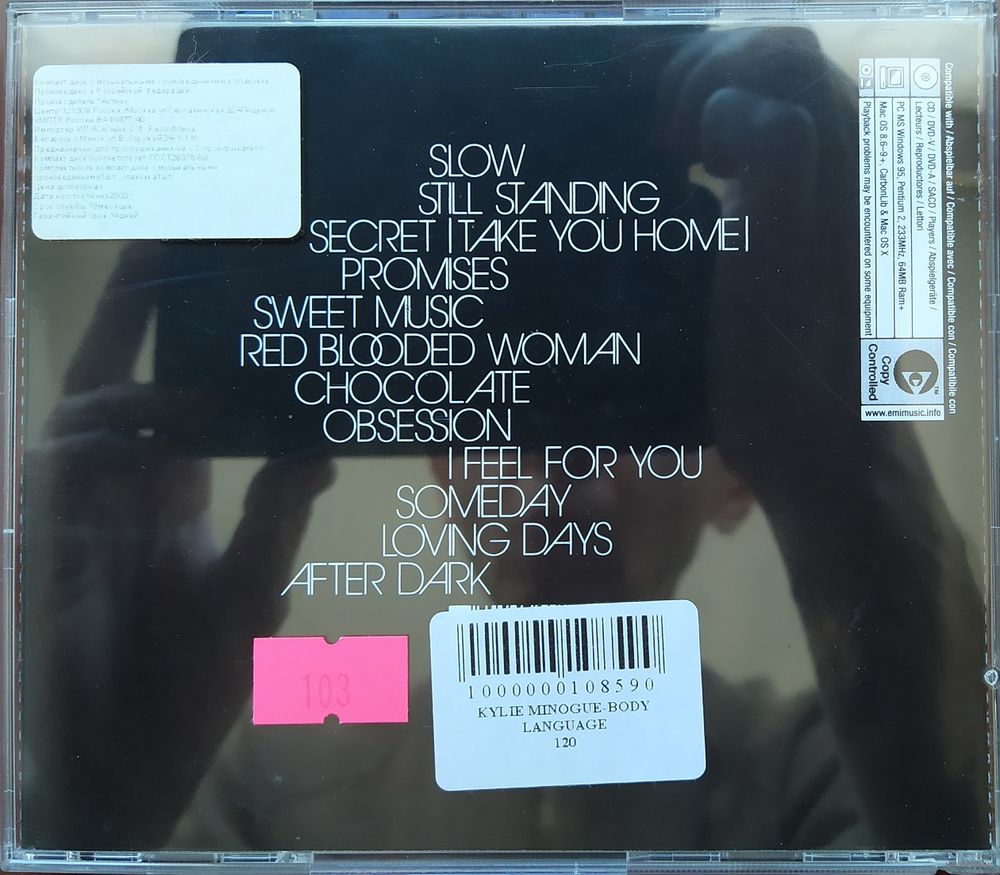 Произведено в Российской Федерации
SLOW
STILL STANDING
SECRET |TAKE YOU HOME|
PROMISES
SWEET MUSIC
RED BLOODED WOMAN
CHOCOLATE
OBSESSION
I FEEL FOR YOU
SOMEDAY
LOVING DAYS
AFTER DARK
103
1000000108590
KYLIE MINOGUE-BODY
LANGUAGE
120
Compatible with / Abspielbar auf / Compatible avec / Compatible con / Compatibile con
CD / DVD-V / DVD-A / SACD / Players / Abspielgeräte /
Lecteurs / Reproductores / Lettori
PC MS Windows 95, Pentium 2, 233MHz, 64MB Ram+
Mac OS 8.6-9+, CarbonLib & Mac OS X
Playback problems may be encountered on some equipment
TM
Copy
Controlled
www.emimusic.info